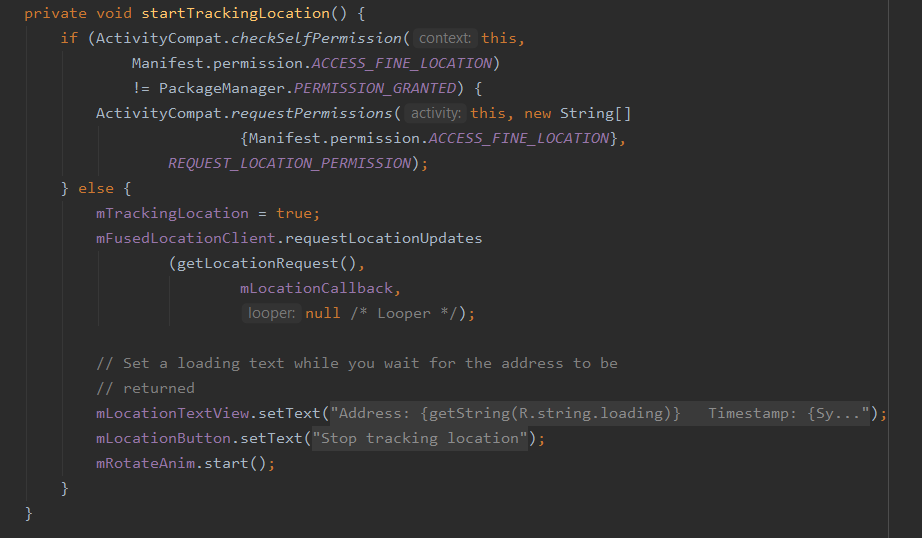 private void startTrackingLocation() {
if (ActivityCompat.checkSelfPermission( context: this,
Manifest.permission.ACCESS_FINE_LOCATION)
!= PackageManager.PERMISSION_GRANTED) {
ActivityCompat.requestPermissions( activity: this, new String[]
{Manifest.permission.ACCESS_FINE_LOCATION},
REQUEST_LOCATION_PERMISSION);
} else {
mTrackingLocation = true;
mFusedLocationClient.requestLocationUpdates
(getLocationRequest(),
mLocationCallback,
looper: null /* Looper */);
// Set a loading text while you wait for the address to be
// returned
mLocationTextView.setText("Address: {getString(R.string.loading)}   Timestamp: {Sy...");
mLocationButton.setText("Stop tracking location");
mRotateAnim.start();
}
}